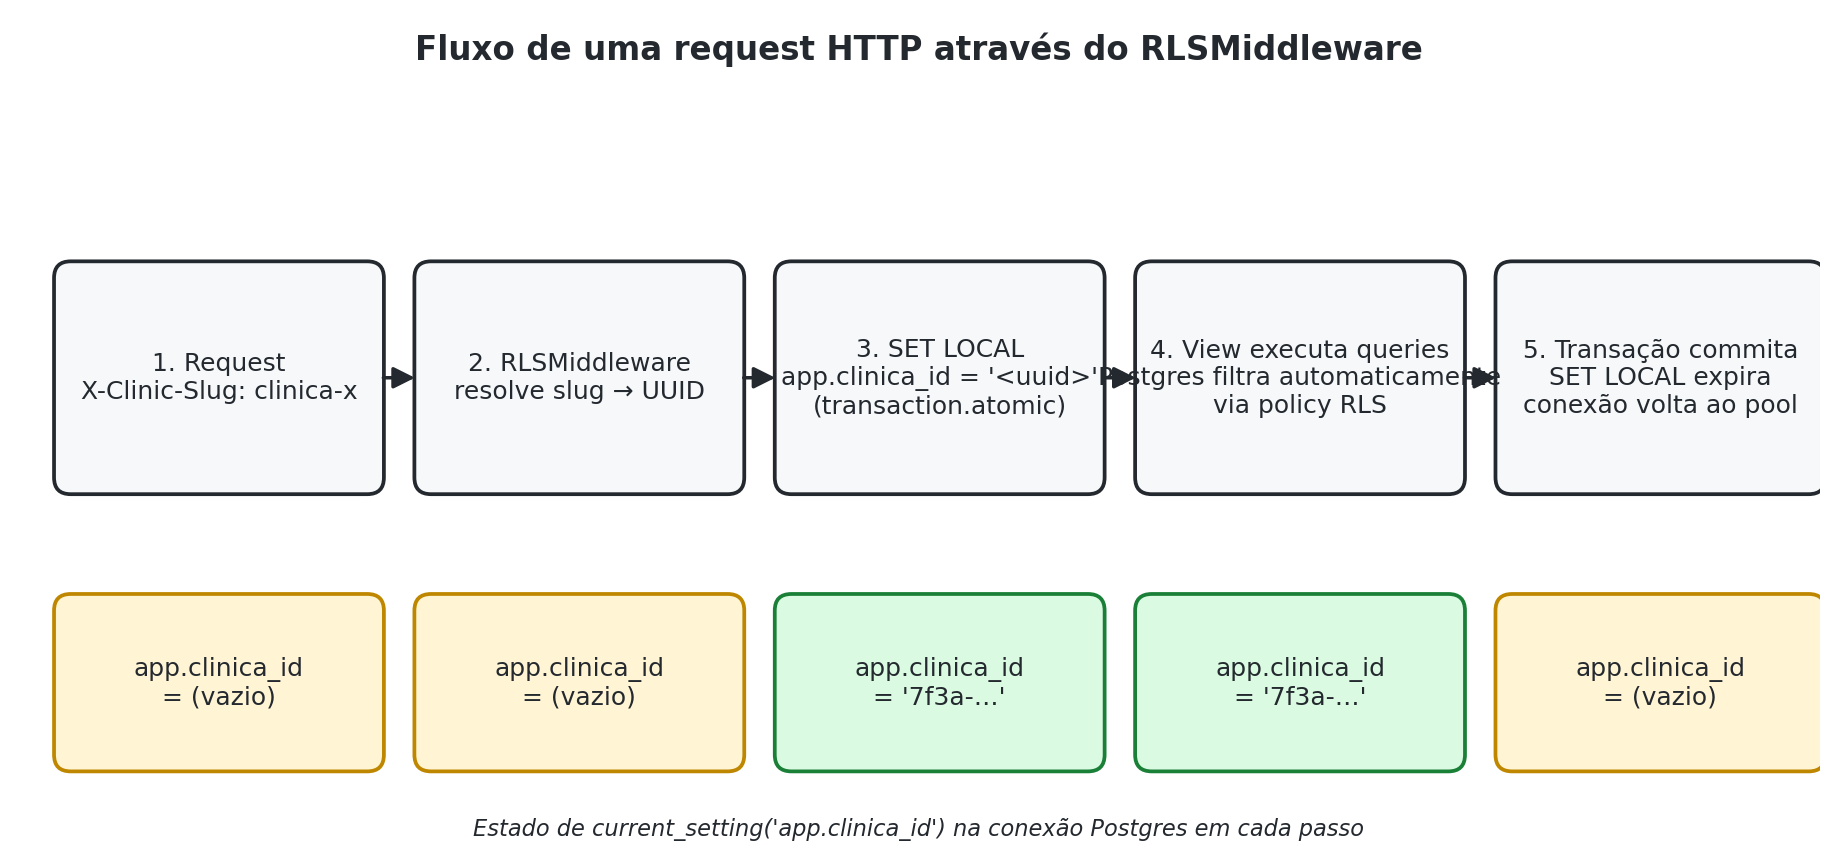 Fluxo de uma request HTTP através do RLSMiddleware
1. Request
X-Clinic-Slug: clinica-x
2. RLSMiddleware
resolve slug → UUID
3. SET LOCAL
app.clinica_id = '<uuid>'
(transaction.atomic)
4. View executa queries
Postgres filtra automaticamente
via policy RLS
5. Transação commita
SET LOCAL expira
conexão volta ao pool
app.clinica_id
= (vazio)
app.clinica_id
= (vazio)
app.clinica_id
= '7f3a-...'
app.clinica_id
= '7f3a-...'
app.clinica_id
= (vazio)
Estado de current_setting('app.clinica_id') na conexão Postgres em cada passo